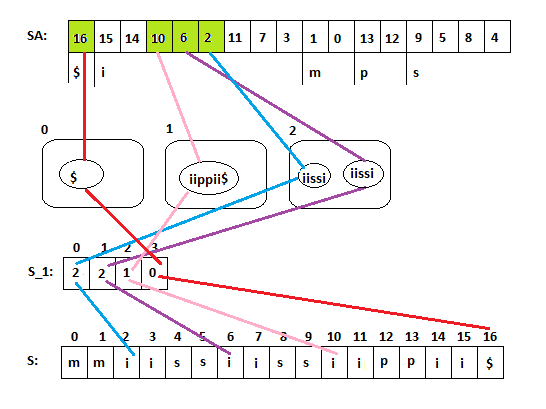 SA: 16 15 14 10 6 2 11 7 3 1 0 13 12 9 5 8 4
$ i m p s
0 1 2
$ iippii$ iissi iissi
0 1 2 3
S_1: 2 2 1 0
0 1 2 3 4 5 6 7 8 9 10 11 12 13 14 15 16
S: m m i i s s i i s s i i p p i i $